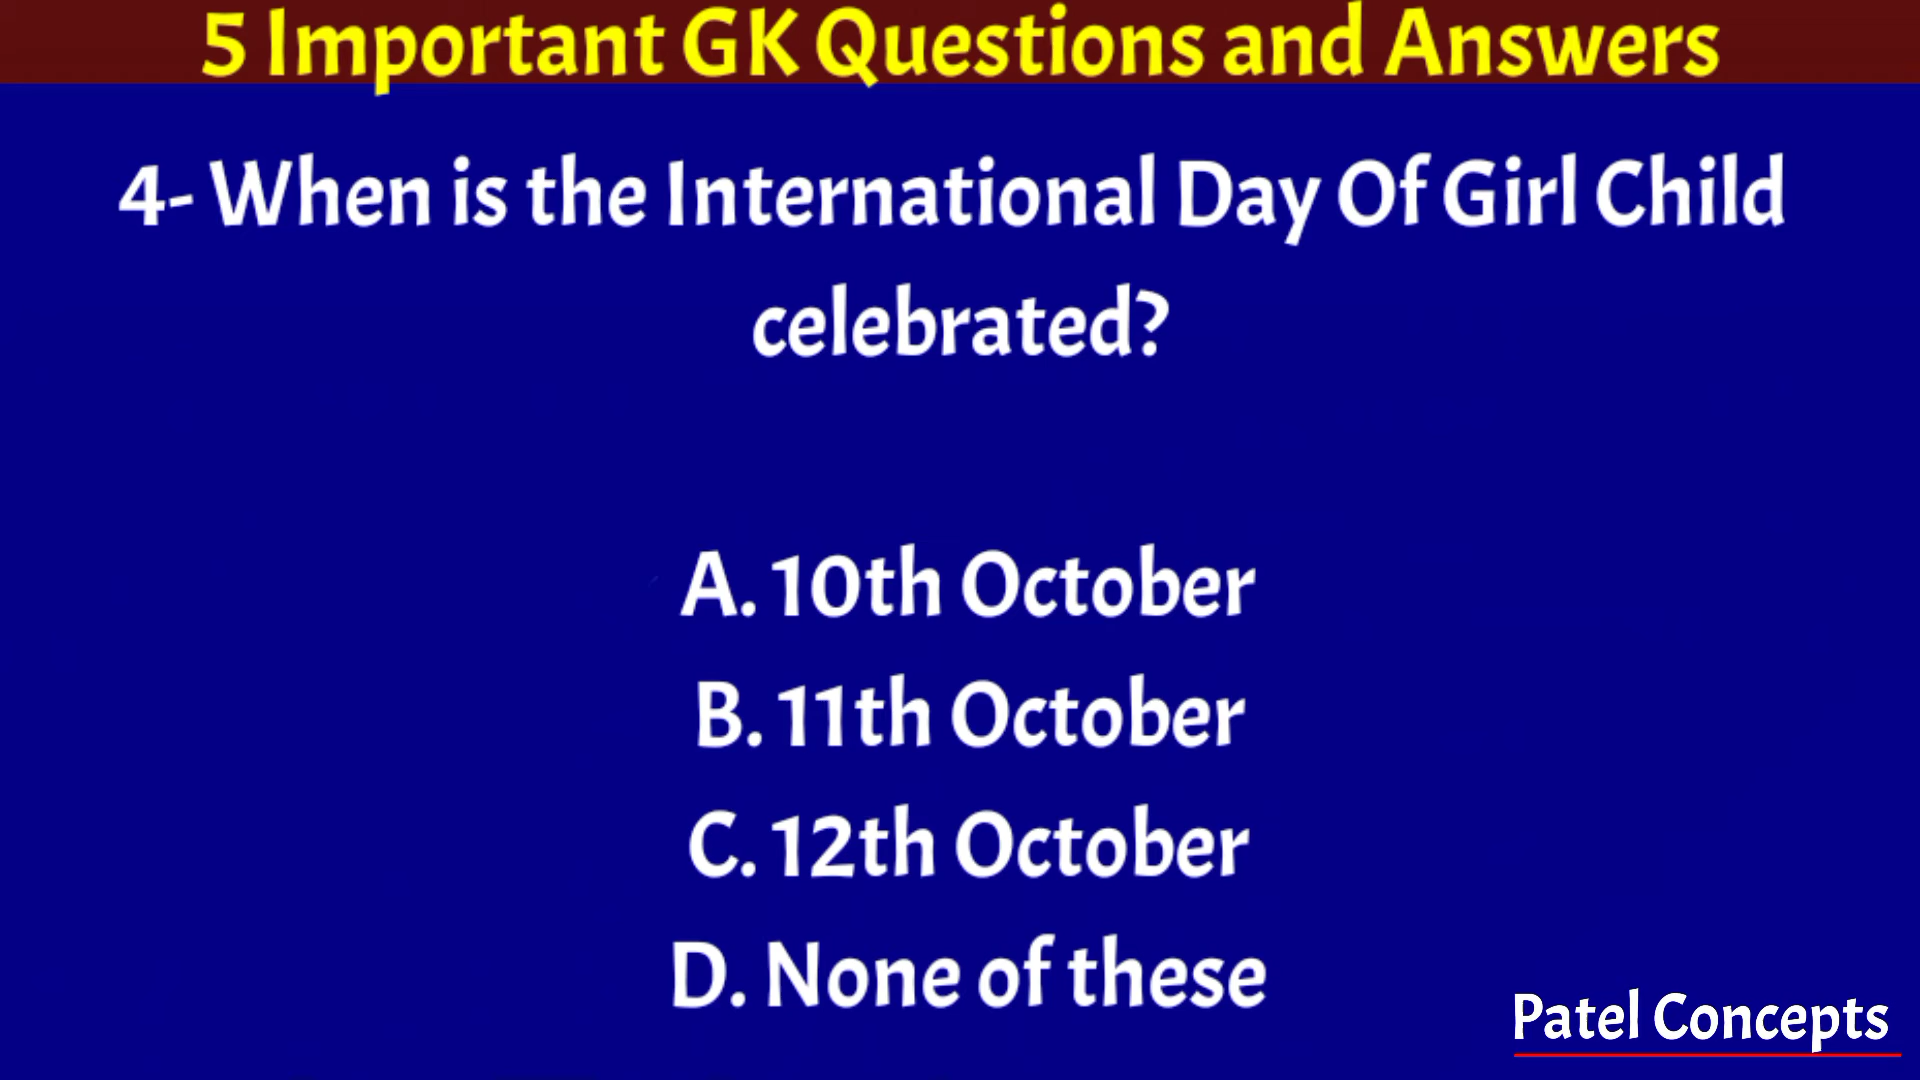 5 Important GK Questions and Answers
4- When is the International Day Of Girl Child
celebrated?
A. 10th October
B. 11th October
C. 12th October
D. None of these
Patel Concepts